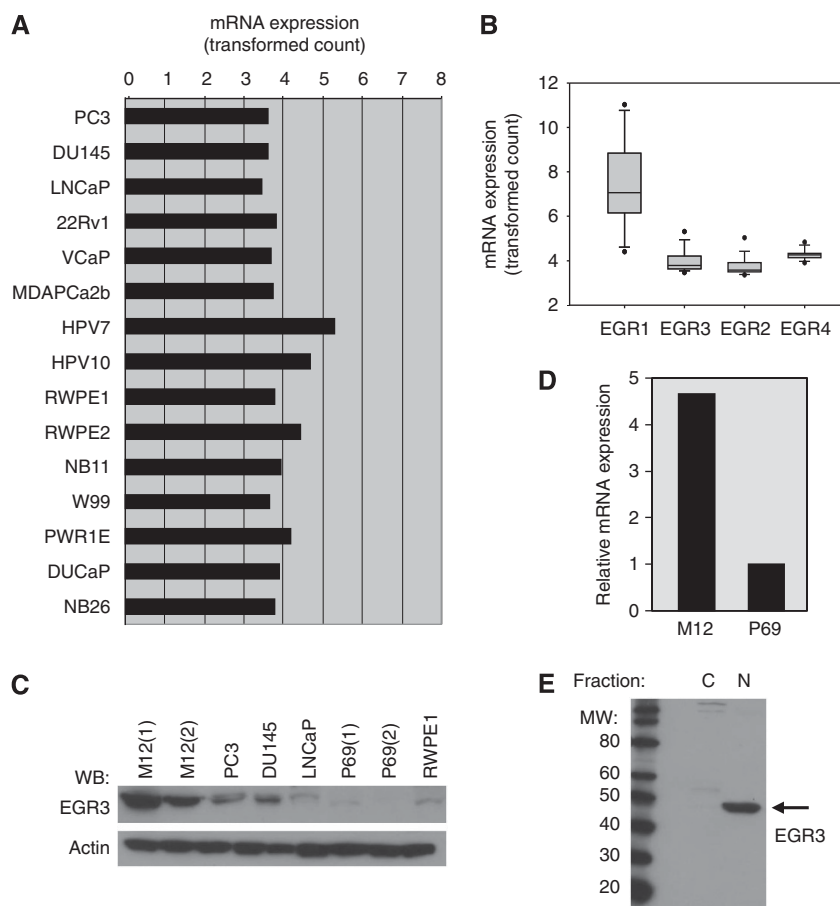 A
mRNA expression
(transformed count)
0 1 2 3 4 5 6 7 8
PC3
DU145
LNCaP
22Rv1
VCaP
MDAPCa2b
HPV7
HPV10
RWPE1
RWPE2
NB11
W99
PWR1E
DUCaP
NB26
B
mRNA expression
(transformed count)
12
10
8
6
4
2
EGR1 EGR3 EGR2 EGR4
C
WB:
M12(1) M12(2) PC3 DU145 LNCaP P69(1) P69(2) RWPE1
EGR3
Actin
D
Relative mRNA expression
5
4
3
2
1
0
M12 P69
E
Fraction: C N
MW:
80
60
50
40
30
20
EGR3